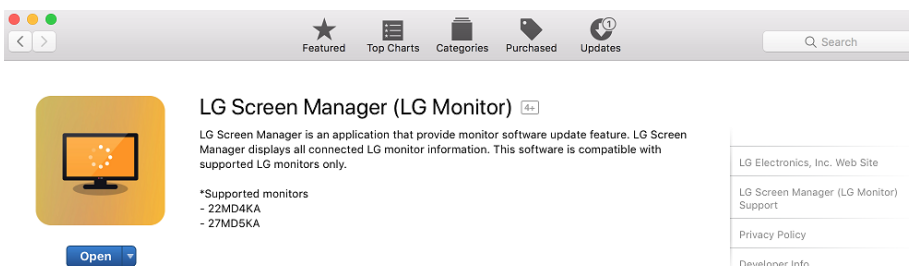 1
Featured
Top Charts
Categories
Purchased
Updates
Search
LG Screen Manager (LG Monitor) 4+
LG Screen Manager is an application that provide monitor software update feature. LG Screen
Manager displays all connected LG monitor information. This software is compatible with
supported LG monitors only.
*Supported monitors
- 22MD4KA
- 27MD5KA
Open
LG Electronics, Inc. Web Site
LG Screen Manager (LG Monitor)
Support
Privacy Policy
Developer Info